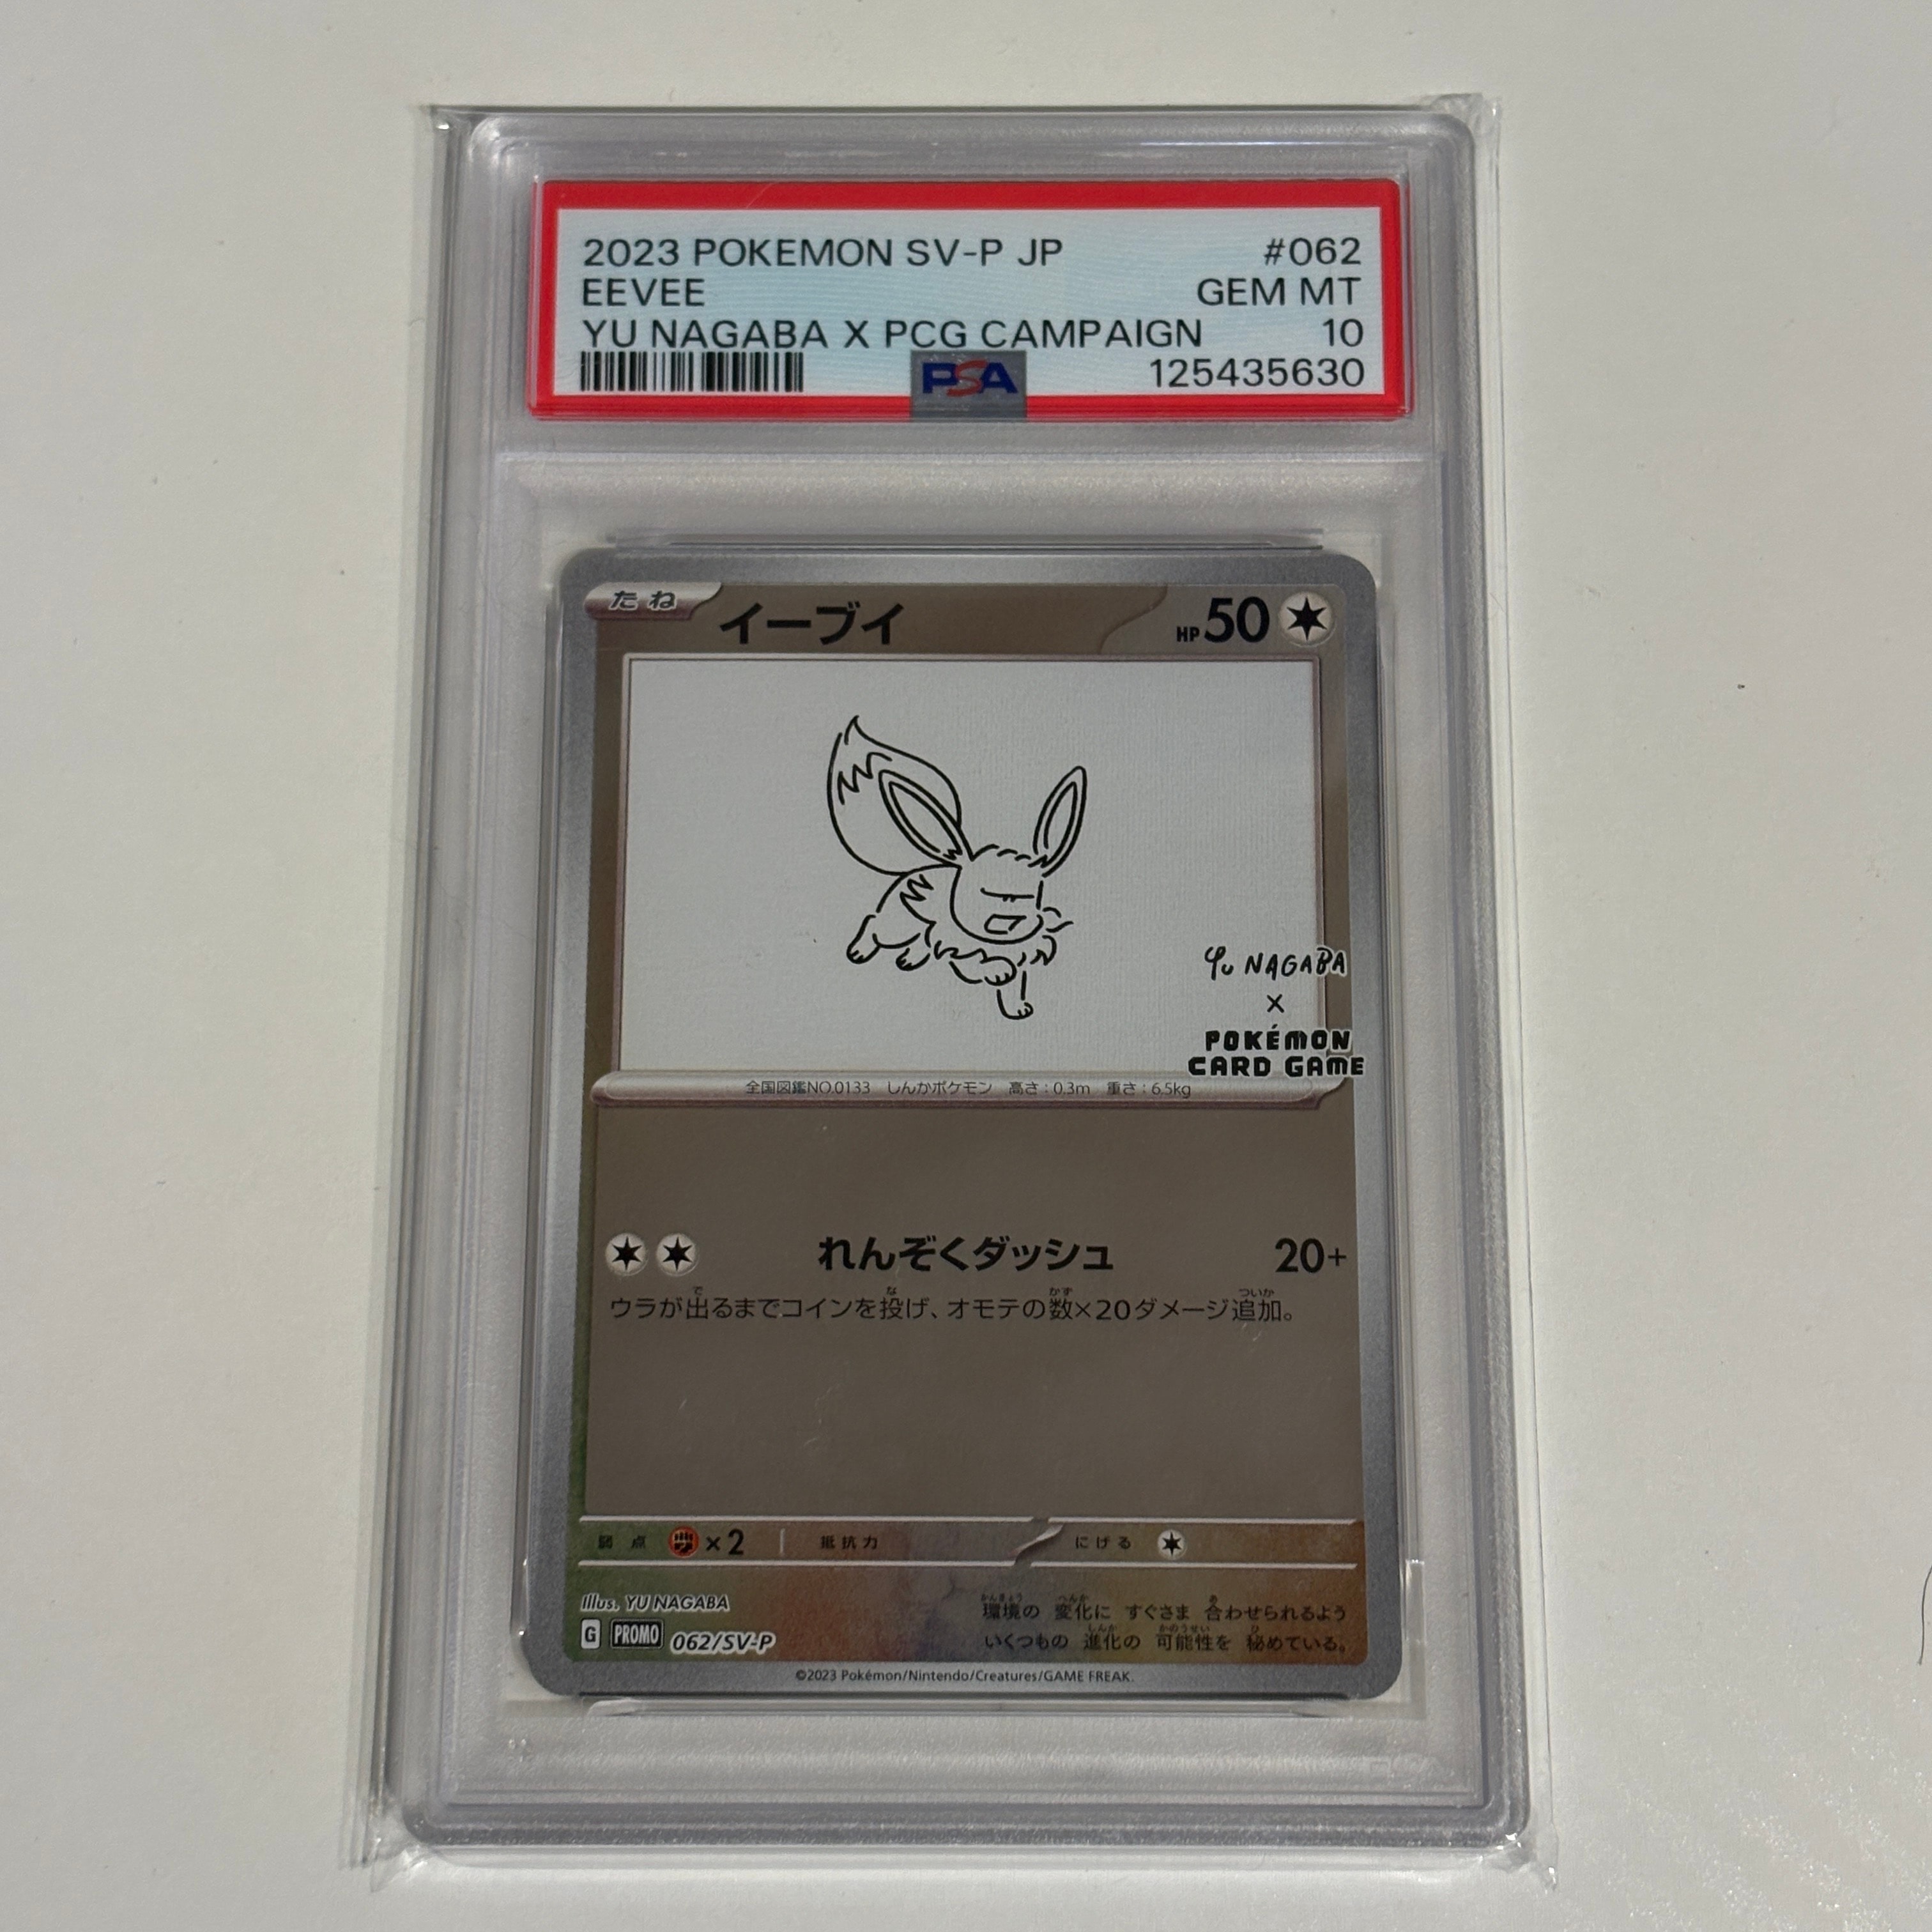 2023 POKEMON SV-P JP #062
EEVEE GEM MT
YU NAGABA X PCG CAMPAIGN 10
PSA 125435630
たね イーブイ HP 50
YU NAGABA
×
POKÉMON
CARD GAME
全国図鑑NO.0133 しんかポケモン 高さ:0.3m 重さ:6.5kg
れんぞくダッシュ 20+
ウラが出るまでコインを投げ、オモテの数×20ダメージ追加。
弱点 ×2 抵抗力 にげる
Illus. YU NAGABA
G PROMO 062/SV-P
環境の 変化に すぐさま 合わせられるよう
いくつもの 進化の 可能性を 秘めている。
©2023 Pokémon/Nintendo/Creatures/GAME FREAK.